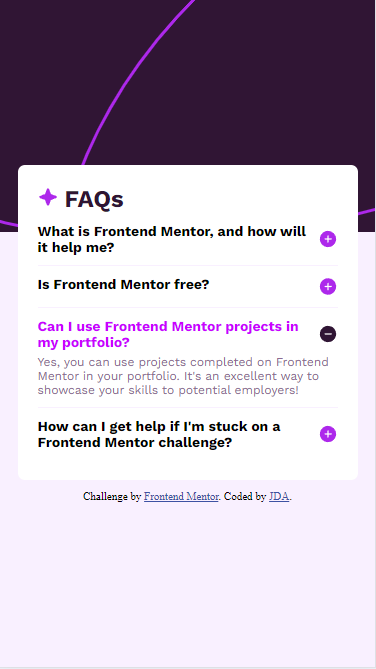 FAQs
What is Frontend Mentor, and how will
it help me?
Is Frontend Mentor free?
Can I use Frontend Mentor projects in
my portfolio?
Yes, you can use projects completed on Frontend
Mentor in your portfolio. It's an excellent way to
showcase your skills to potential employers!
How can I get help if I'm stuck on a
Frontend Mentor challenge?
Challenge by Frontend Mentor. Coded by JDA.